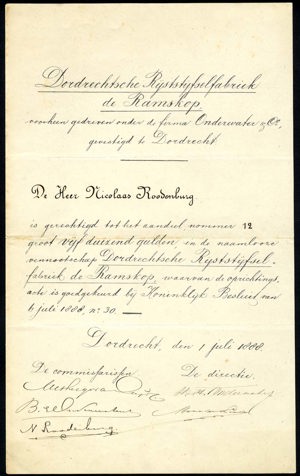 Dordrechtsche Rijststijfselfabriek
de Ramskop,
voorheen gedreven onder de firma Onderwater & Co.,
gevestigd te Dordrecht
De Heer Nicolaas Roodenburg
is gerechtigd tot het aandeel nommer 12
groot vijf duizend gulden in de naamlooze
vennootschap Dordrechtsche Rijststijfsel-
fabriek de Ramskop, waarvan de oprichtings
acte is goedgekeurd bij Koninklijk Besluit van
6 juli 1888, no. 30.
Dordrecht, den 1 juli 1888.
De commissarissen De directie.
N Roodenburg